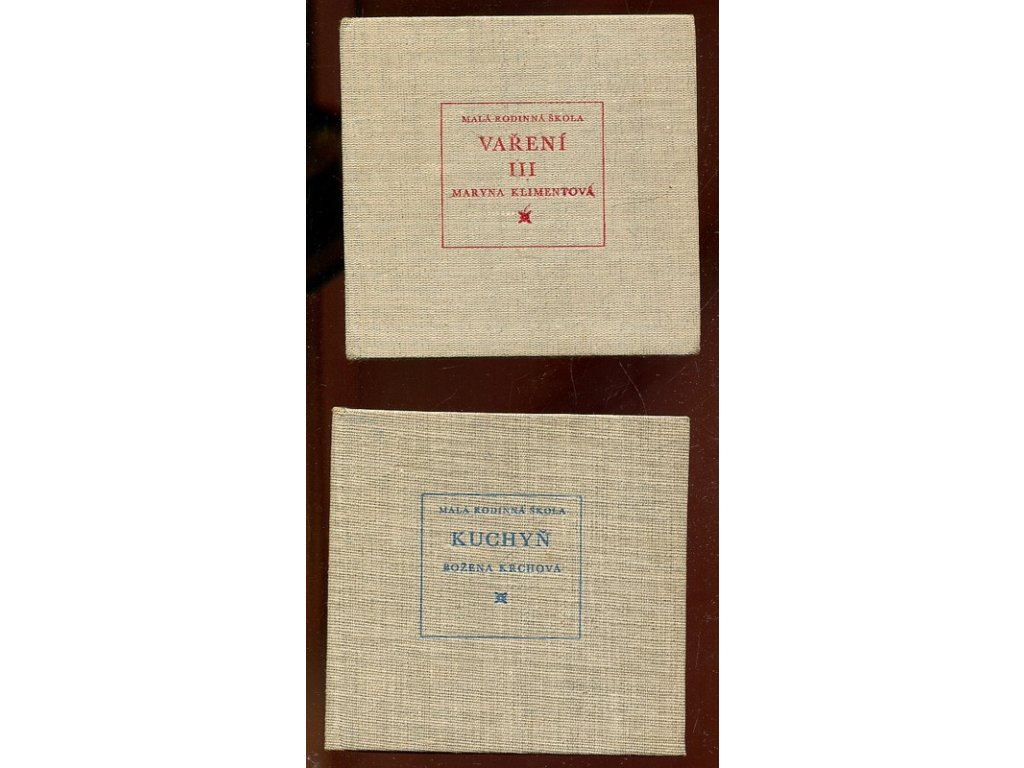 MALÁ RODINNÁ ŠKOLA
VAŘENÍ
III
MARYNA KLIMENTOVÁ
MALÁ RODINNÁ ŠKOLA
KUCHYŇ
BOŽENA KRCHOVÁ